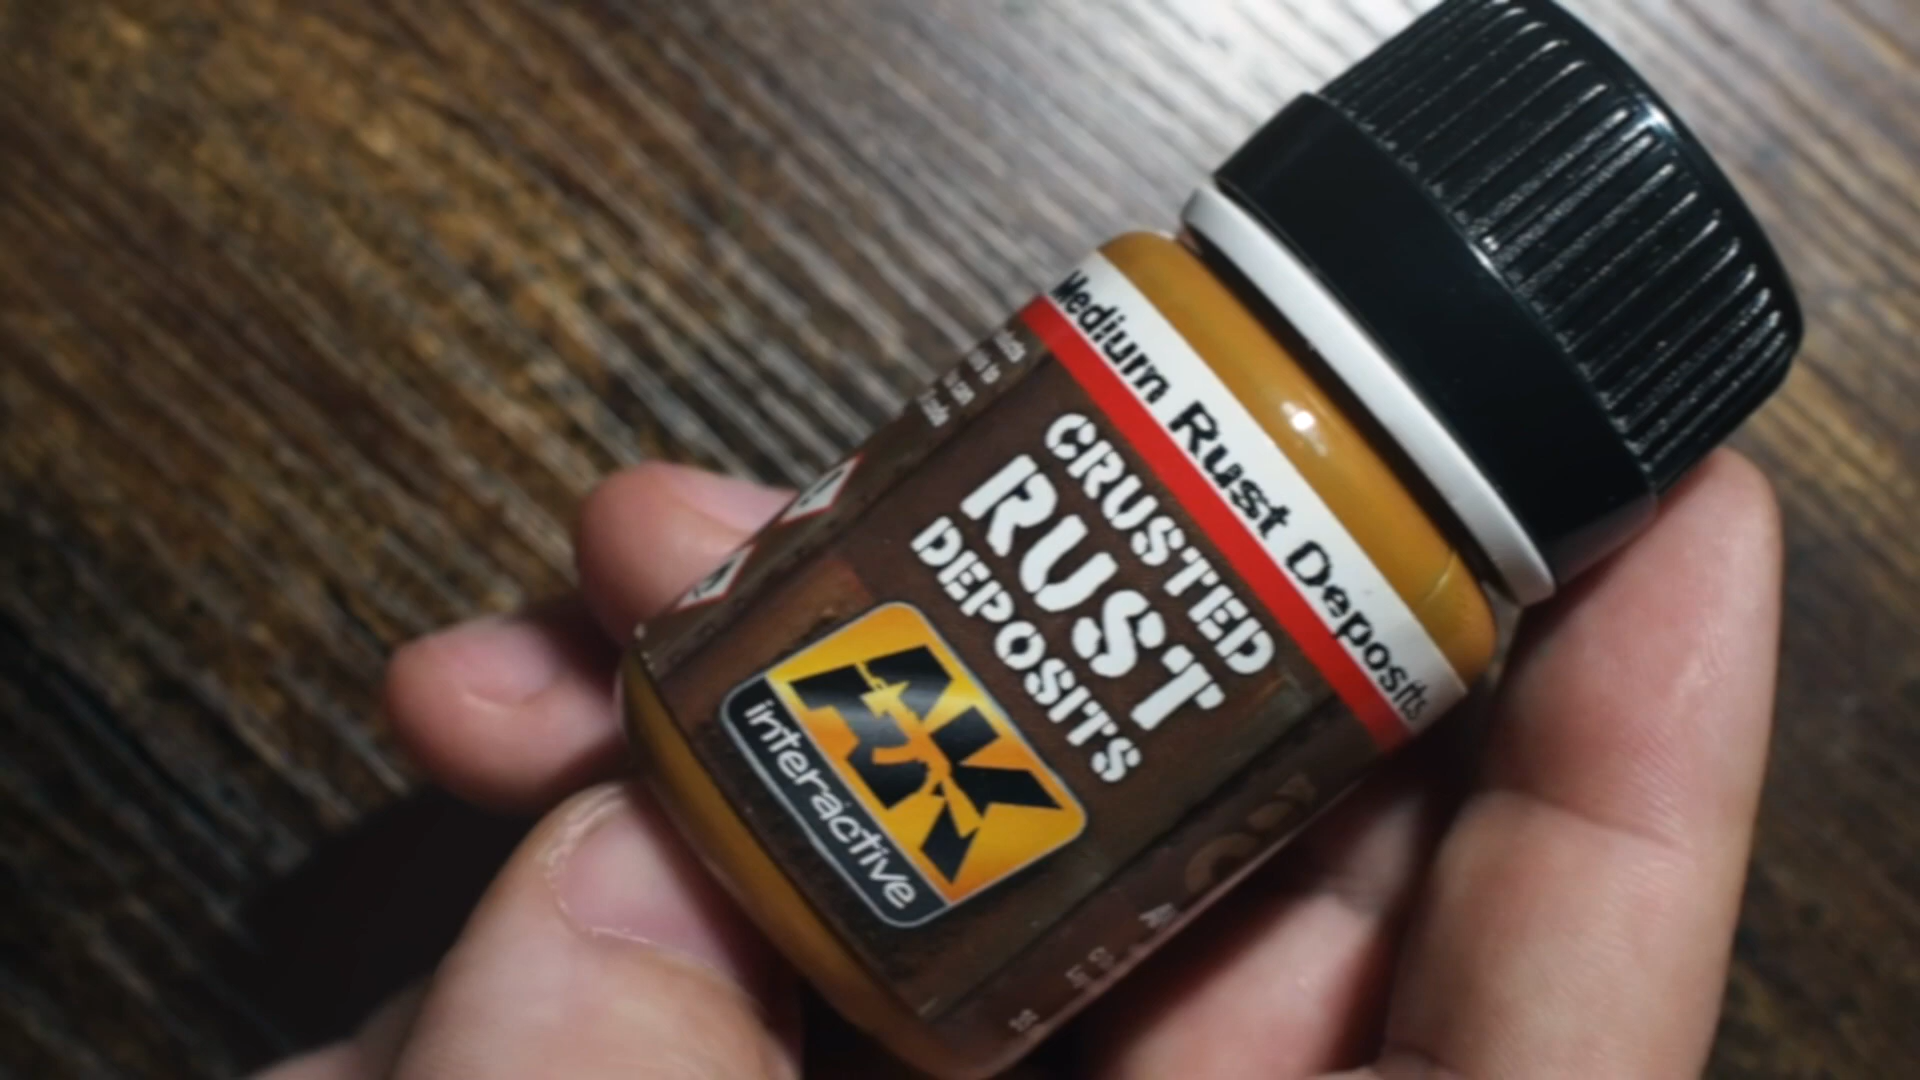 Medium Rust Deposits
CRUSTED
RUST
DEPOSITS
AK
interactive